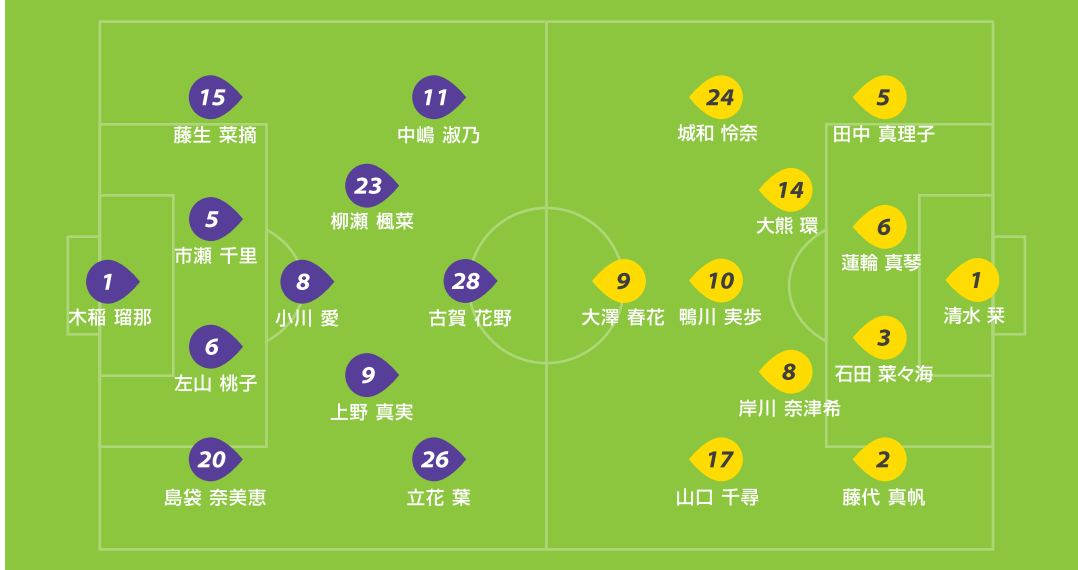 15
藤生 菜摘
11
中嶋 淑乃
24
城和 怜奈
5
田中 真理子
23
柳瀬 楓菜
14
大熊 環
5
市瀬 千里
6
蓮輪 真琴
1
木稲 瑠那
8
小川 愛
28
古賀 花野
9
大澤 春花
10
鴨川 実歩
1
清水 栞
6
左山 桃子
3
石田 菜々海
9
上野 真実
8
岸川 奈津希
20
島袋 奈美恵
26
立花 葉
17
山口 千尋
2
藤代 真帆